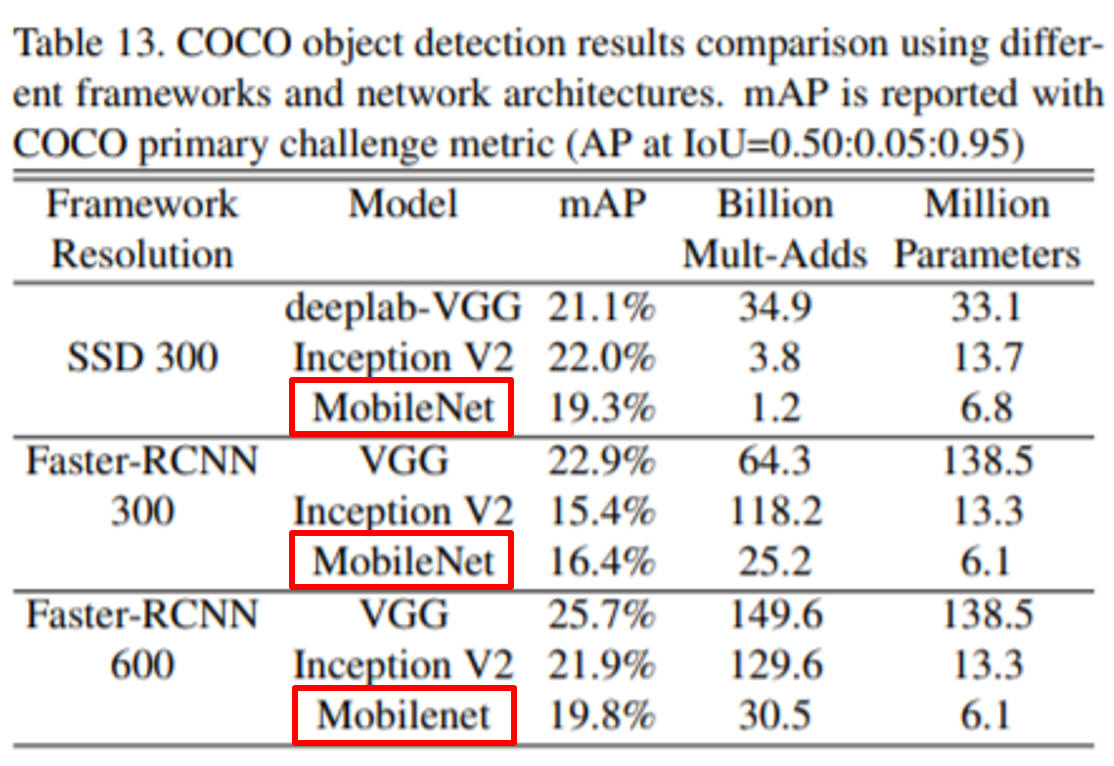 Table 13. COCO object detection results comparison using differ-
ent frameworks and network architectures. mAP is reported with
COCO primary challenge metric (AP at IoU=0.50:0.05:0.95)
Framework Model mAP Billion Million
Resolution Mult-Adds Parameters
deeplab-VGG 21.1% 34.9 33.1
SSD 300 Inception V2 22.0% 3.8 13.7
MobileNet 19.3% 1.2 6.8
Faster-RCNN VGG 22.9% 64.3 138.5
300 Inception V2 15.4% 118.2 13.3
MobileNet 16.4% 25.2 6.1
Faster-RCNN VGG 25.7% 149.6 138.5
600 Inception V2 21.9% 129.6 13.3
Mobilenet 19.8% 30.5 6.1